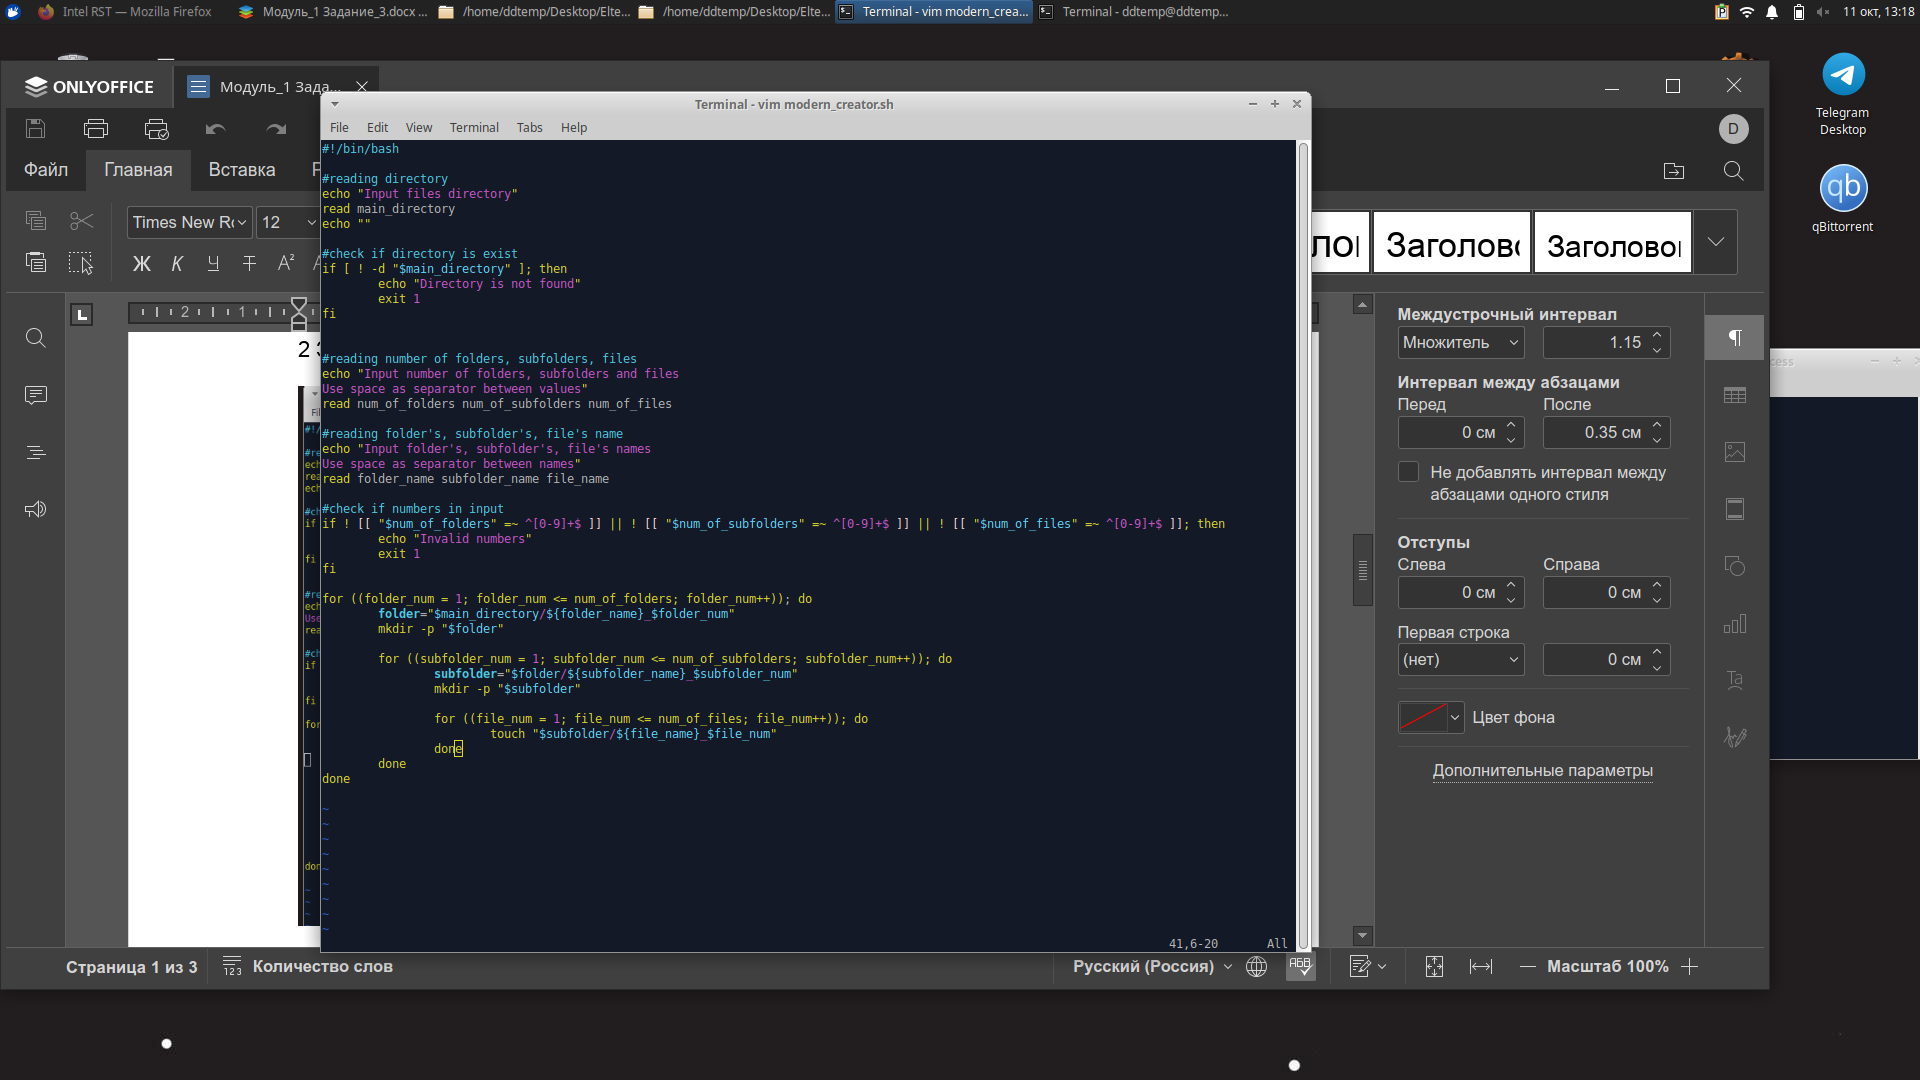 Intel RST — Mozilla Firefox
Модуль_1 Задание_3.docx ...
/home/ddtemp/Desktop/Elte...
/home/ddtemp/Desktop/Elte...
Terminal - vim modern_crea...
Terminal - ddtemp@ddtemp...
11 окт, 13:18
ONLYOFFICE
Модуль_1 Зада...
Terminal - vim modern_creator.sh
File Edit View Terminal Tabs Help
Telegram
Desktop
qBittorrent
D
Файл Главная Вставка
Times New Ro 12
Ж К Ч Т А²
Заголово
Заголовоı
2
2 1
#!/bin/bash
#reading directory
echo "Input files directory"
read main_directory
echo ""
#check if directory is exist
if [ ! -d "$main_directory" ]; then
echo "Directory is not found"
exit 1
fi
#reading number of folders, subfolders, files
echo "Input number of folders, subfolders and files
Use space as separator between values"
read num_of_folders num_of_subfolders num_of_files
#reading folder's, subfolder's, file's name
echo "Input folder's, subfolder's, file's names
Use space as separator between names"
read folder_name subfolder_name file_name
#check if numbers in input
if ! [[ "$num_of_folders" =~ ^[0-9]+$ ]] || ! [[ "$num_of_subfolders" =~ ^[0-9]+$ ]] || ! [[ "$num_of_files" =~ ^[0-9]+$ ]]; then
echo "Invalid numbers"
exit 1
fi
for ((folder_num = 1; folder_num <= num_of_folders; folder_num++)); do
folder="$main_directory/${folder_name}_$folder_num"
mkdir -p "$folder"
for ((subfolder_num = 1; subfolder_num <= num_of_subfolders; subfolder_num++)); do
subfolder="$folder/${subfolder_name}_$subfolder_num"
mkdir -p "$subfolder"
for ((file_num = 1; file_num <= num_of_files; file_num++)); do
touch "$subfolder/${file_name}_$file_num"
done
done
done
~
~
~
~
~
~
~
~
~
41,6-20 All
Междустрочный интервал
Множитель 1.15
Интервал между абзацами
Перед После
0 см 0.35 см
Не добавлять интервал между
абзацами одного стиля
Отступы
Слева Справа
0 см 0 см
Первая строка
(нет) 0 см
Цвет фона
Дополнительные параметры
Страница 1 из 3
123
Количество слов
Русский (Россия)
ABB
Масштаб 100%